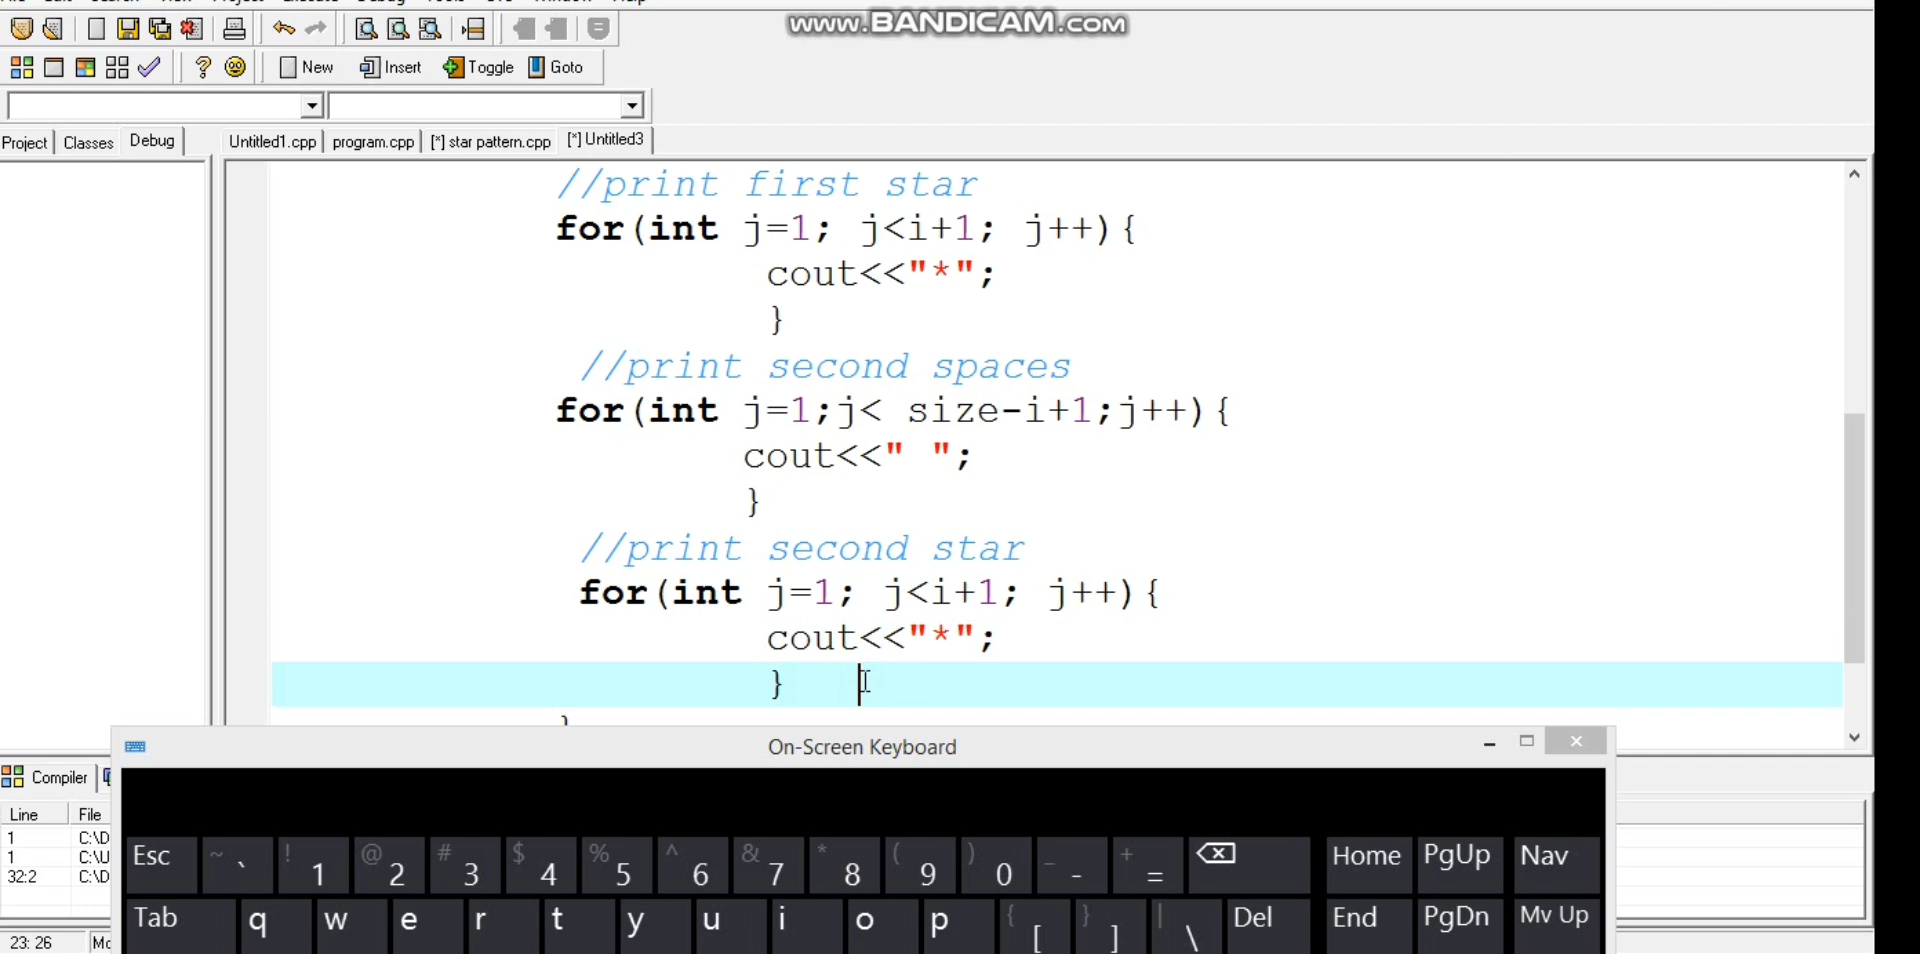 www.BANDICAM.com
New Insert Toggle Goto
Project Classes Debug
Untitled1.cpp program.cpp [*] star pattern.cpp [*] Untitled3
//print first star
for(int j=1; j<i+1; j++){
cout<<"*";
}
//print second spaces
for(int j=1;j< size-i+1;j++){
cout<<" ";
}
//print second star
for(int j=1; j<i+1; j++){
cout<<"*";
}
On-Screen Keyboard
Compiler
Line File
1 C:\D
1 C:\U
32:2 C:\D
Esc ~ ` ! 1 @ 2 # 3 $ 4 % 5 ^ 6 & 7 * 8 ( 9 ) 0 _ - + = Home PgUp Nav
Tab q w e r t y u i o p { [ } ] | \ Del End PgDn Mv Up
23: 26